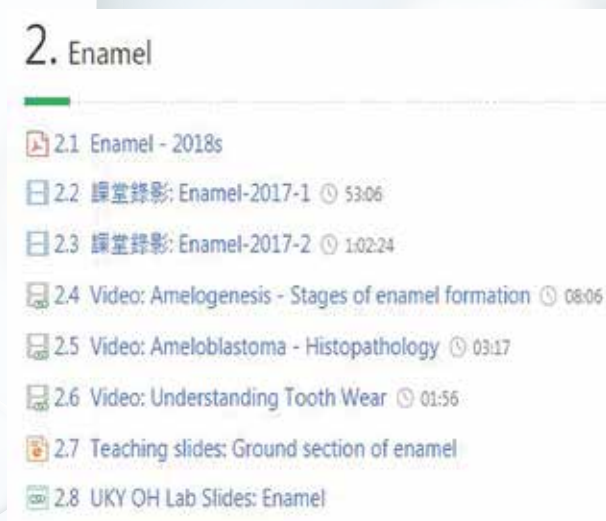 2. Enamel
2.1 Enamel - 2018s
2.2 課堂錄影: Enamel-2017-1 53:06
2.3 課堂錄影: Enamel-2017-2 1:02:24
2.4 Video: Amelogenesis - Stages of enamel formation 08:06
2.5 Video: Ameloblastoma - Histopathology 03:17
2.6 Video: Understanding Tooth Wear 01:56
2.7 Teaching slides: Ground section of enamel
2.8 UKY OH Lab Slides: Enamel